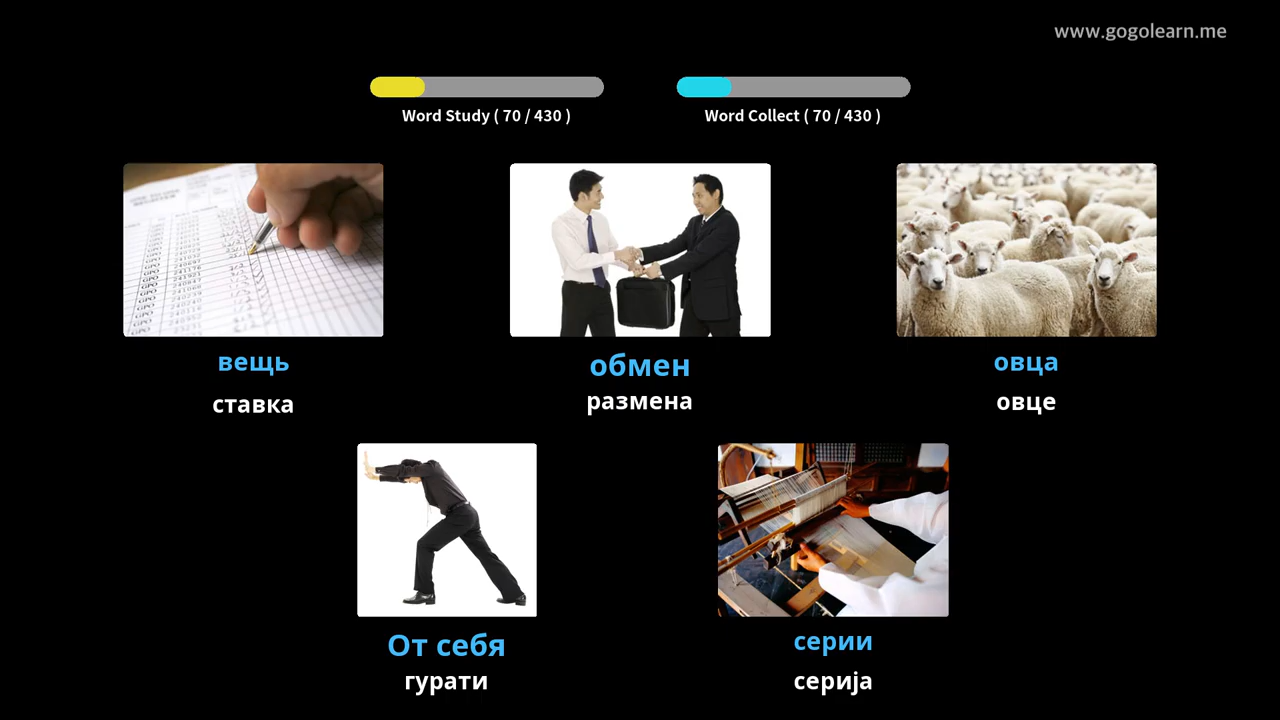 www.gogolearn.me
Word Study ( 70 / 430 )
Word Collect ( 70 / 430 )
вещь
ставка
обмен
размена
овца
овце
От себя
гурати
серии
серија